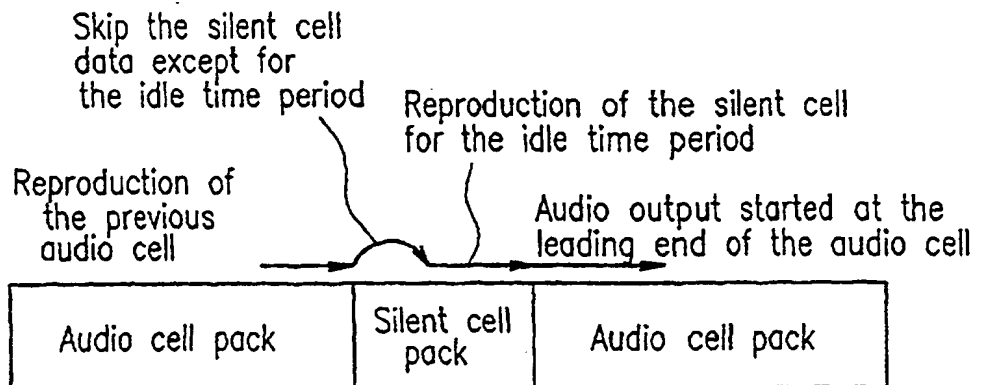 Skip the silent cell
data except for
the idle time period
Reproduction of the silent cell
for the idle time period
Reproduction of
the previous
audio cell
Audio output started at the
leading end of the audio cell
Audio cell pack
Silent cell
pack
Audio cell pack